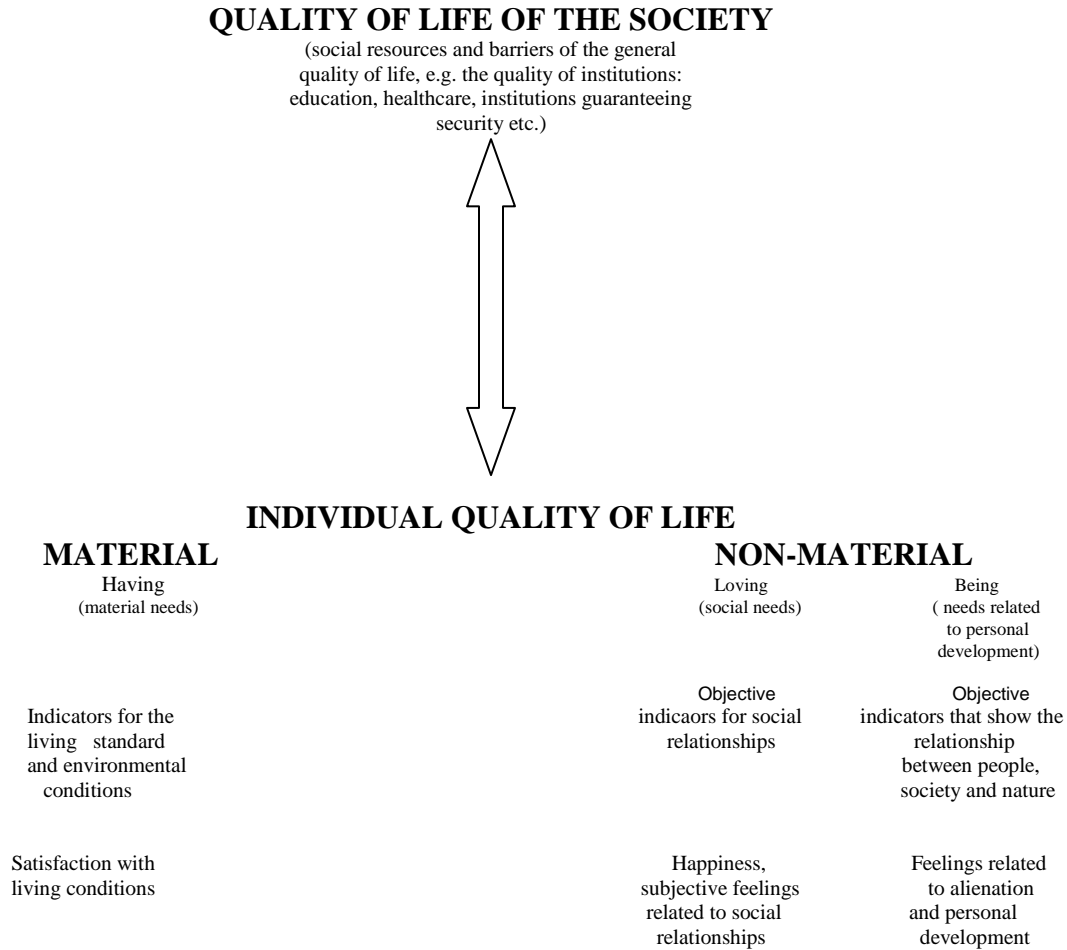 QUALITY OF LIFE OF THE SOCIETY
(social resources and barriers of the general
quality of life, e.g. the quality of institutions:
education, healthcare, institutions guaranteeing
security etc.)
INDIVIDUAL QUALITY OF LIFE
MATERIAL
Having
(material needs)
Indicators for the
living standard
and environmental
conditions
Satisfaction with
living conditions
NON-MATERIAL
Loving
(social needs)
Objective
indicaors for social
relationships
Happiness,
subjective feelings
related to social
relationships
Being
( needs related
to personal
development)
Objective
indicators that show the
relationship
between people,
society and nature
Feelings related
to alienation
and personal
development